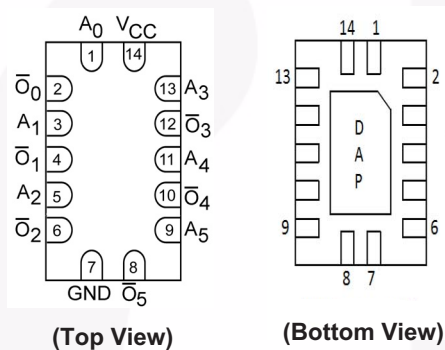 A₀ V_CC
1 14
Ō₀ 2 13 A₃
A₁ 3 12 Ō₃
Ō₁ 4 11 A₄
A₂ 5 10 Ō₄
Ō₂ 6 9 A₅
7 8
GND Ō₅
(Top View)
14 1
13 2
D
A
P
9 6
8 7
(Bottom View)